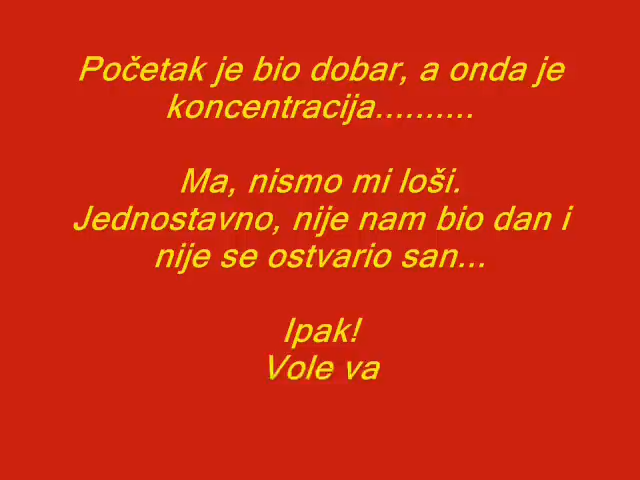 Početak je bio dobar, a onda je
koncentracija..........
Ma, nismo mi loši.
Jednostavno, nije nam bio dan i
nije se ostvario san...
Ipak!
Vole va